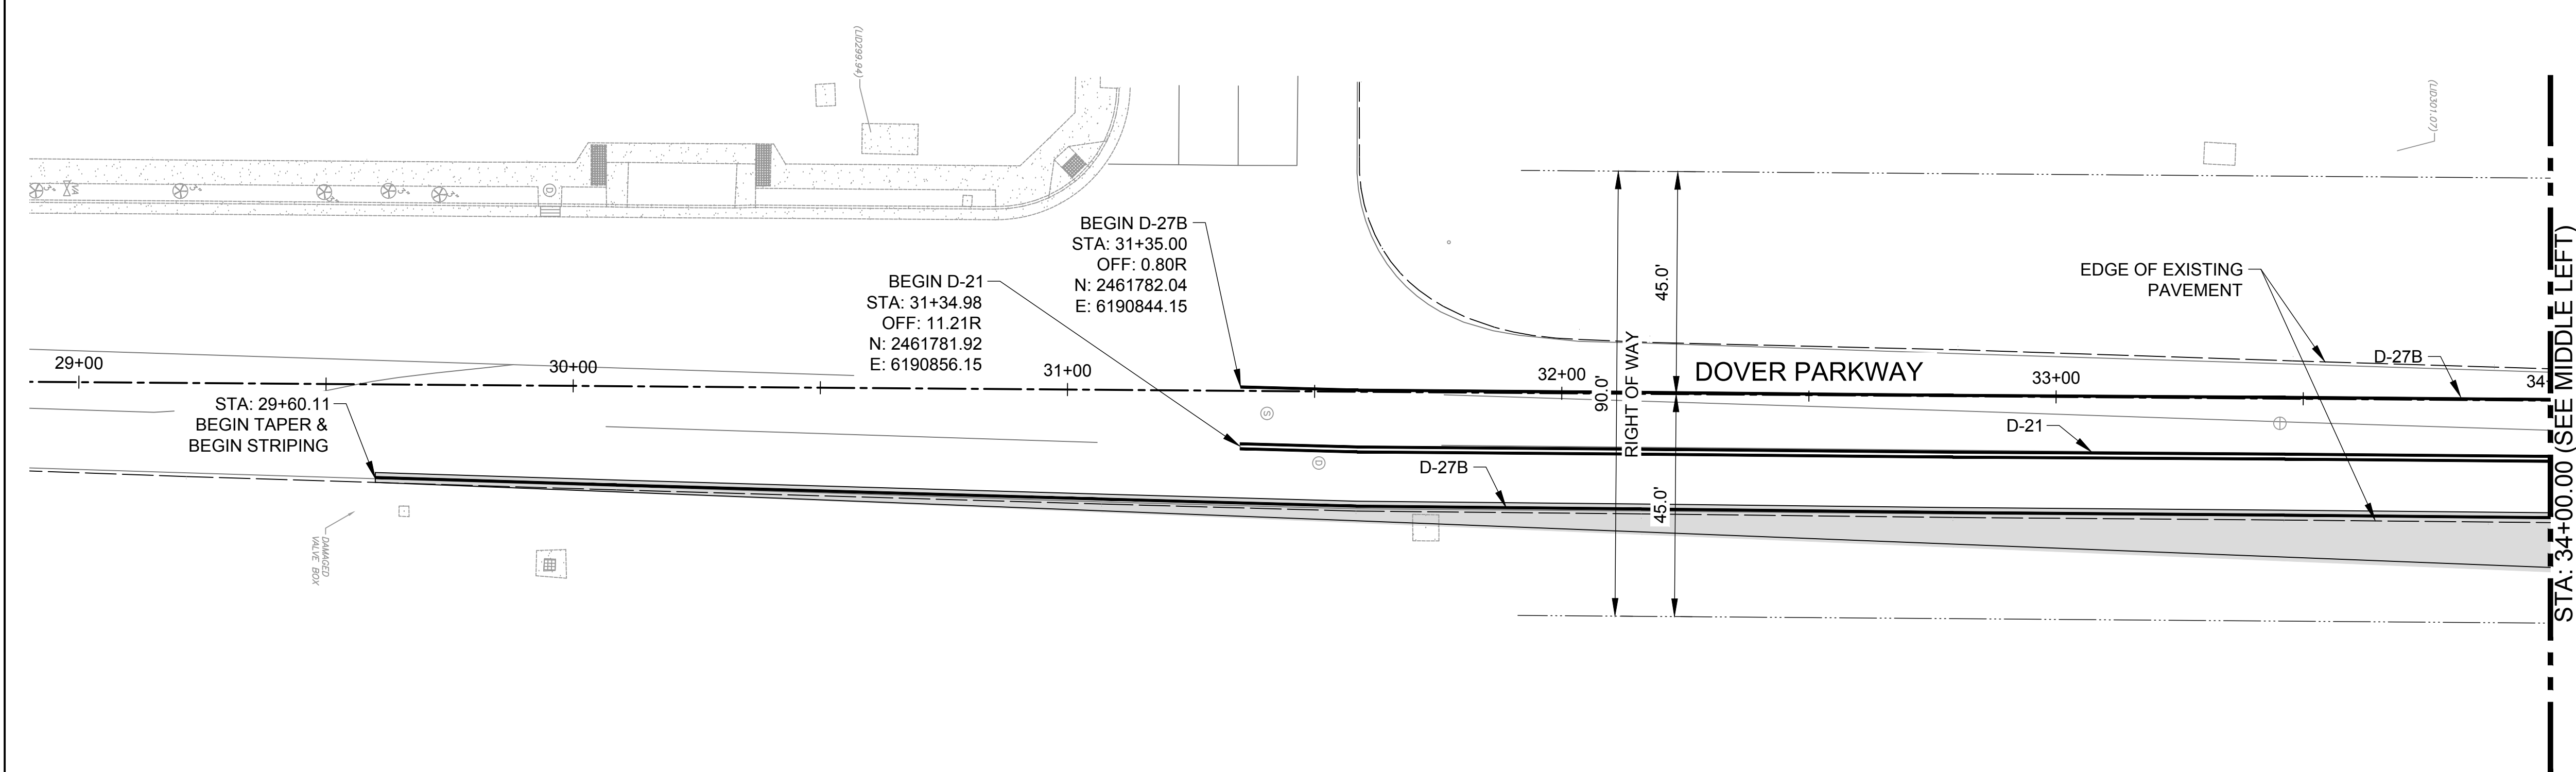 (LID299.94)
(LID301.07)
BEGIN D-27B
STA: 31+35.00
OFF: 0.80R
N: 2461782.04
E: 6190844.15
BEGIN D-21
STA: 31+34.98
OFF: 11.21R
N: 2461781.92
E: 6190856.15
EDGE OF EXISTING
PAVEMENT
45.0'
90.0'
RIGHT OF WAY
45.0'
29+00
30+00
31+00
32+00
DOVER PARKWAY
33+00
D-27B
34+
STA: 29+60.11
BEGIN TAPER &
BEGIN STRIPING
D-21
D-27B
DAMAGED
VALVE BOX
D
S
D
STA: 34+00.00 (SEE MIDDLE LEFT)